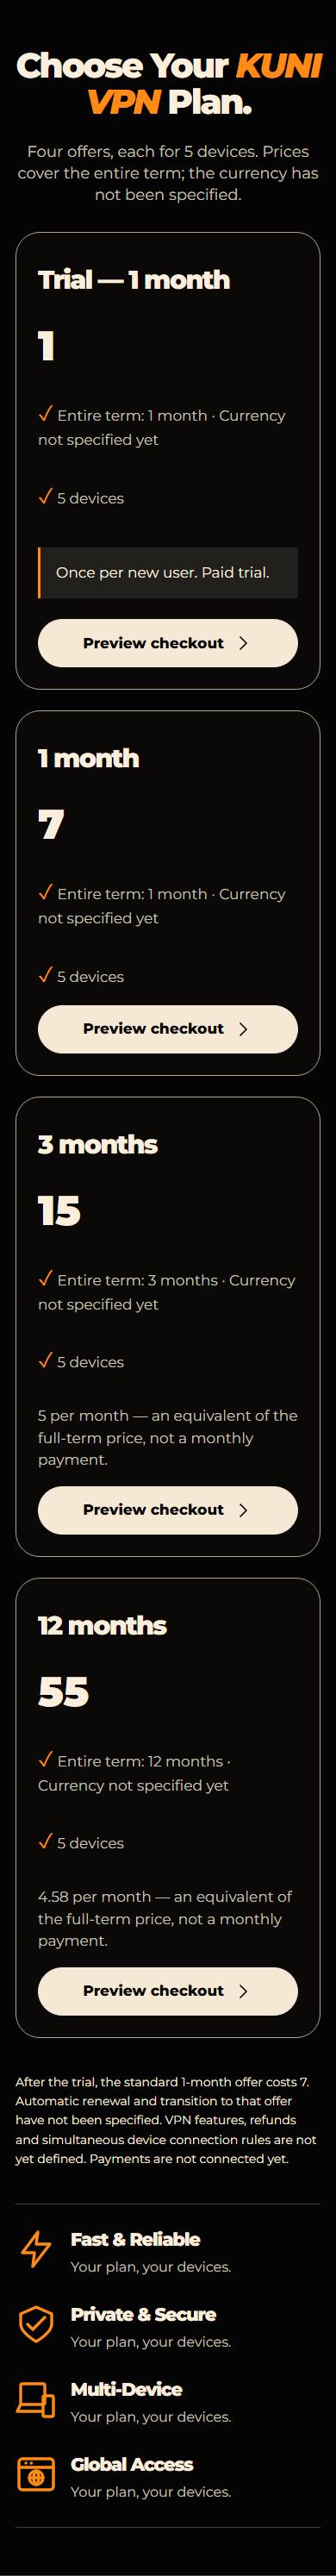 Choose Your KUNI
VPN Plan.
Four offers, each for 5 devices. Prices
cover the entire term; the currency has
not been specified.
Trial — 1 month
1
✓ Entire term: 1 month · Currency
not specified yet
✓ 5 devices
Once per new user. Paid trial.
Preview checkout
1 month
7
✓ Entire term: 1 month · Currency
not specified yet
✓ 5 devices
Preview checkout
3 months
15
✓ Entire term: 3 months · Currency
not specified yet
✓ 5 devices
5 per month — an equivalent of the
full-term price, not a monthly
payment.
Preview checkout
12 months
55
✓ Entire term: 12 months ·
Currency not specified yet
✓ 5 devices
4.58 per month — an equivalent of
the full-term price, not a monthly
payment.
Preview checkout
After the trial, the standard 1-month offer costs 7.
Automatic renewal and transition to that offer
have not been specified. VPN features, refunds
and simultaneous device connection rules are not
yet defined. Payments are not connected yet.
Fast & Reliable
Your plan, your devices.
Private & Secure
Your plan, your devices.
Multi-Device
Your plan, your devices.
Global Access
Your plan, your devices.